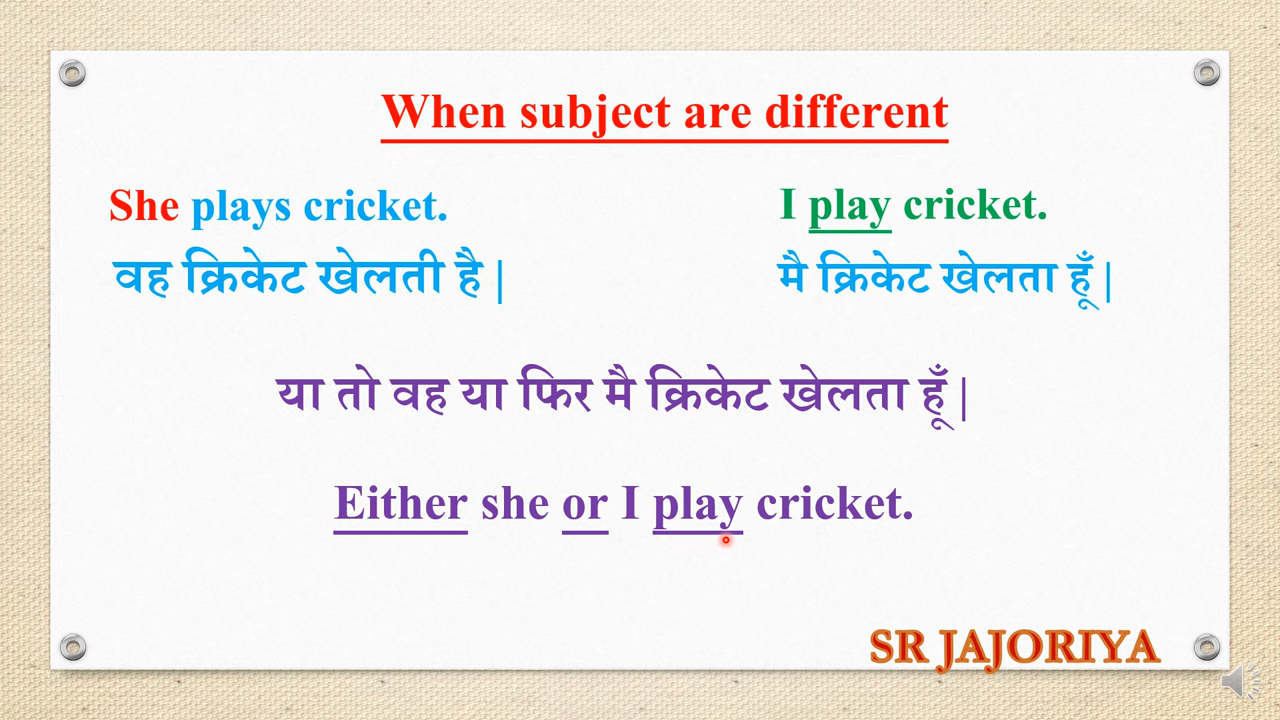 When subject are different
She plays cricket.
I play cricket.
वह क्रिकेट खेलती है |
मै क्रिकेट खेलता हूँ |
या तो वह या फिर मै क्रिकेट खेलता हूँ |
Either she or I play cricket.
SR JAJORIYA